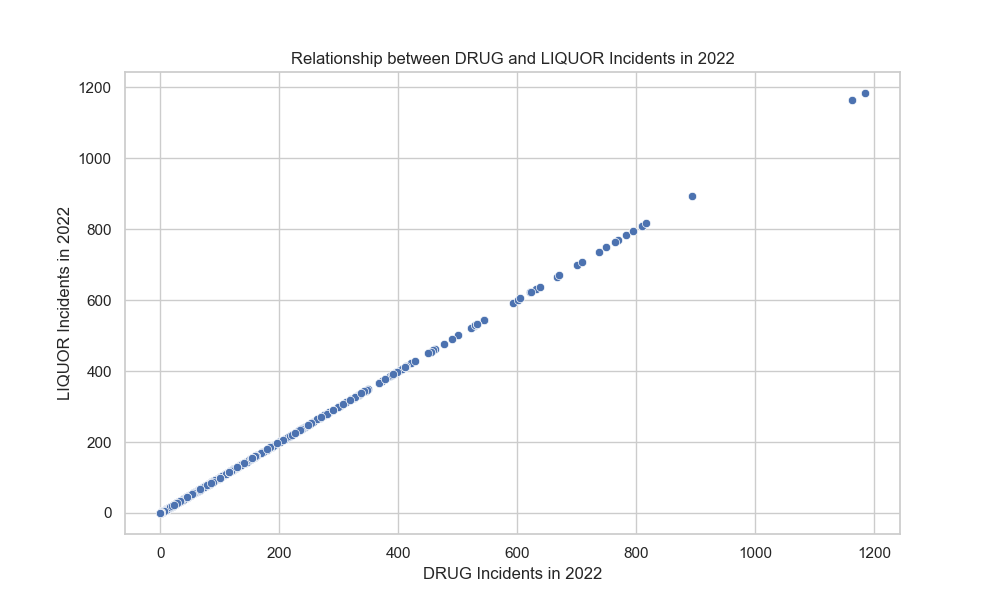 Relationship between DRUG and LIQUOR Incidents in 2022
1200
1000
800
600
400
200
0
LIQUOR Incidents in 2022
0 200 400 600 800 1000 1200
DRUG Incidents in 2022